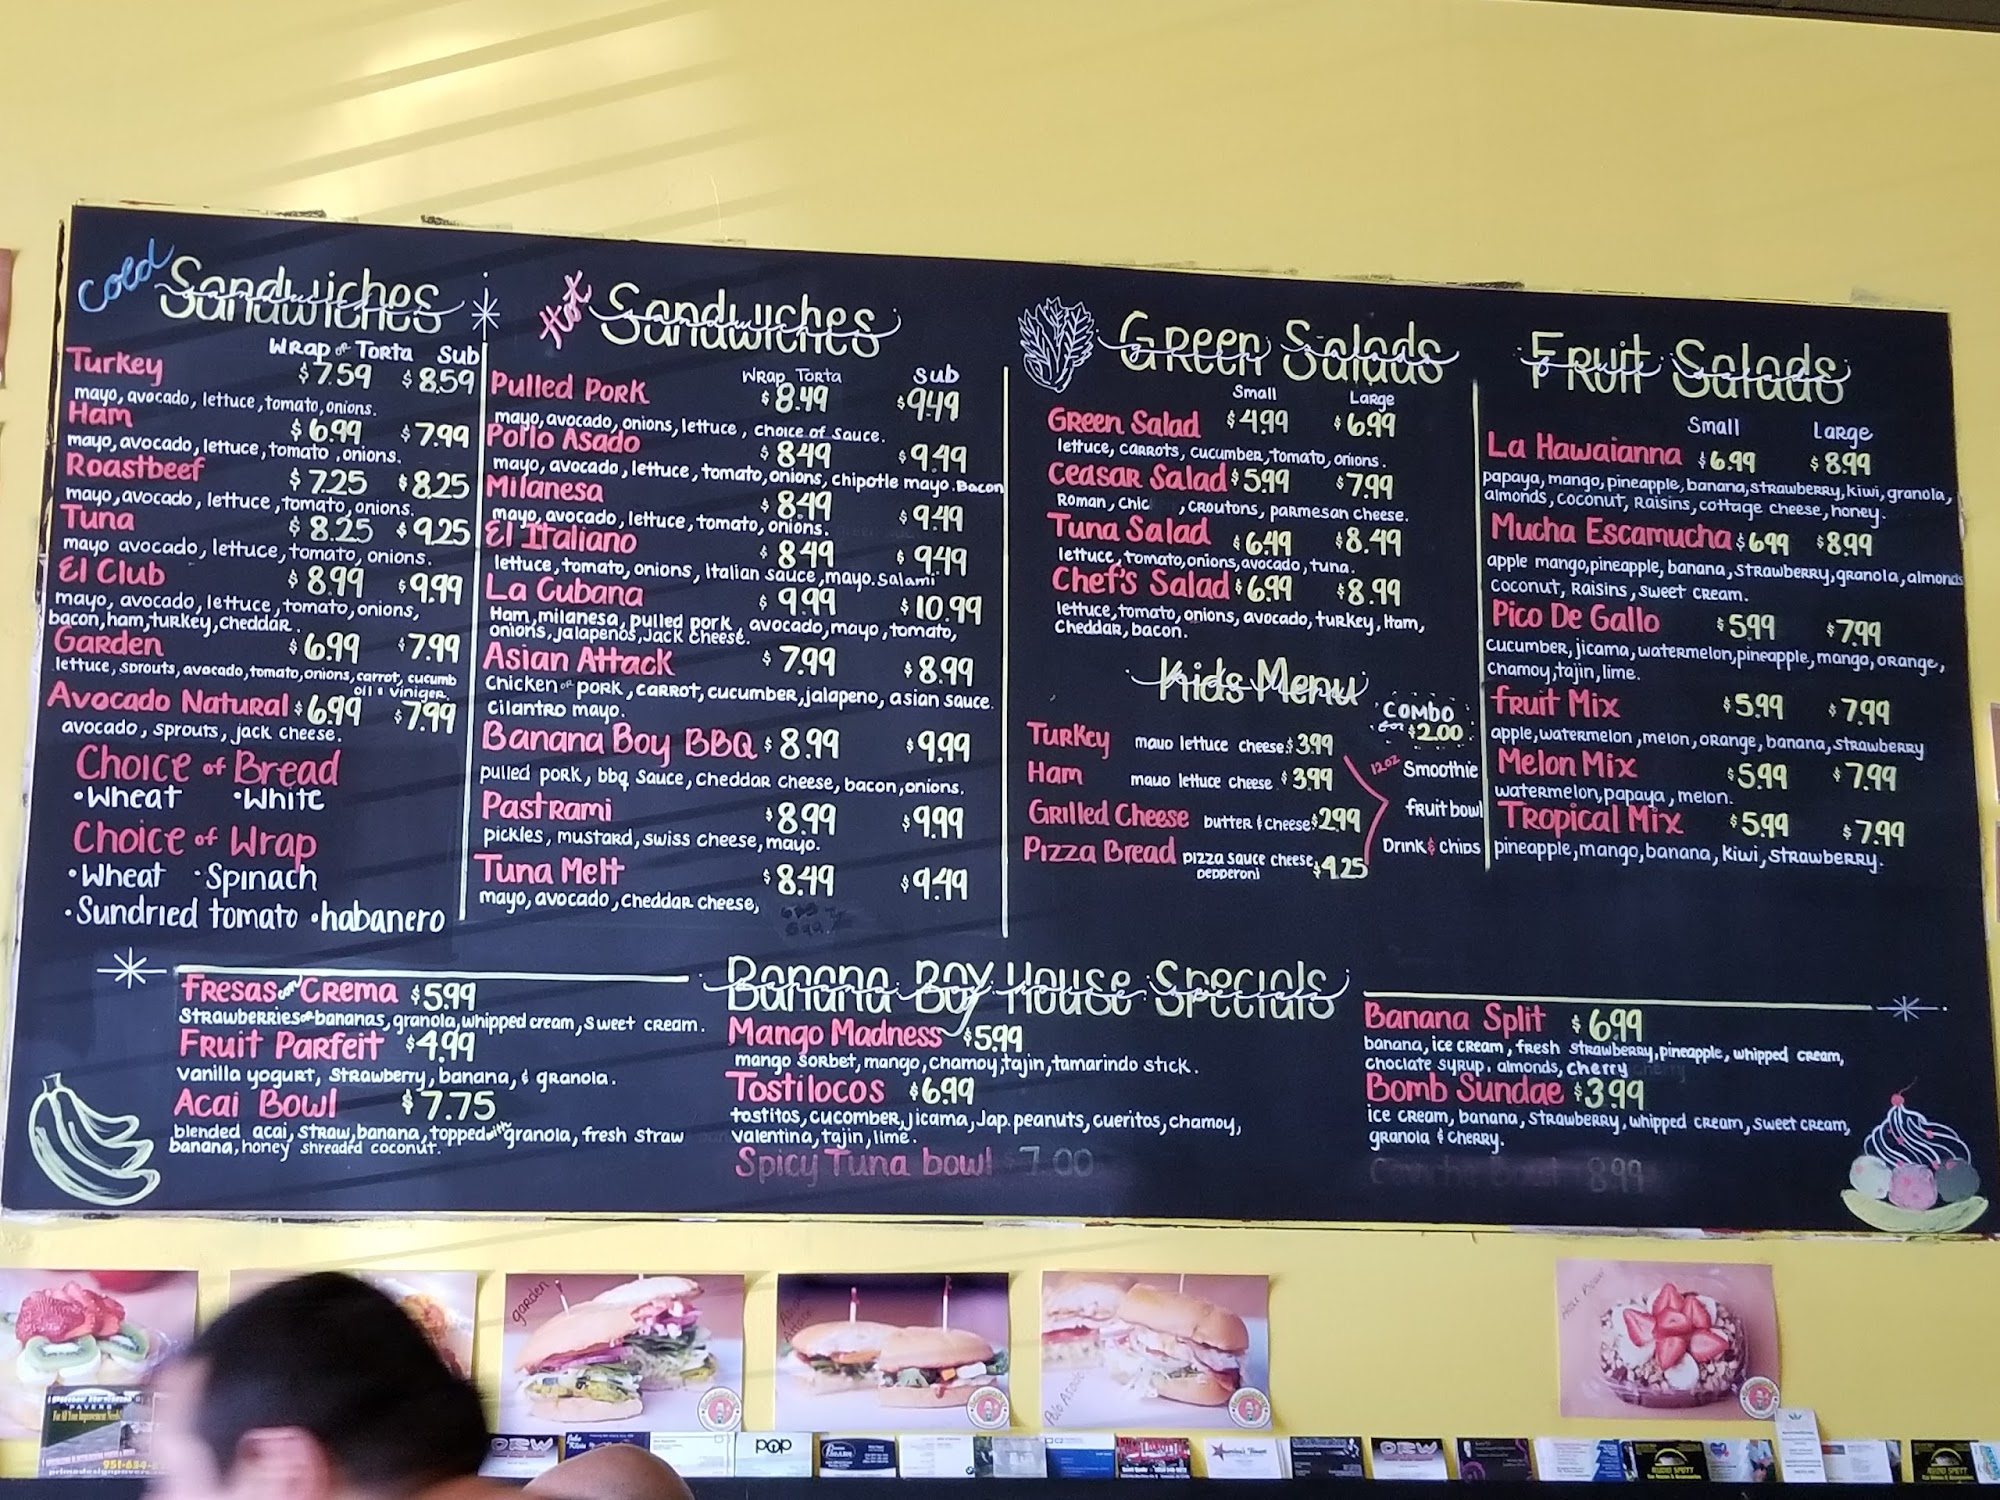 Cold Sandwiches
Wrap or Torta Sub
Turkey $7.59 $8.59
mayo, avocado, lettuce, tomato, onions.
Ham $6.99 $7.99
mayo, avocado, lettuce, tomato, onions.
Roastbeef $7.25 $8.25
mayo, avocado, lettuce, tomato, onions.
Tuna $8.25 $9.25
mayo avocado, lettuce, tomato, onions.
El Club $8.99 $9.99
mayo, avocado, lettuce, tomato, onions,
bacon, ham, turkey, cheddar.
Garden $6.99 $7.99
lettuce, sprouts, avocado, tomato, onions, carrot, cucumb
oil & viniger.
Avocado Natural $6.99 $7.99
avocado, sprouts, jack cheese.
Choice of Bread
•Wheat •White
Choice of Wrap
•Wheat •Spinach
•Sundried tomato •habanero
Hot Sandwiches
Wrap Torta Sub
Pulled Pork $8.49 $9.49
mayo, avocado, onions, lettuce, choice of sauce.
Pollo Asado $8.49 $9.49
mayo, avocado, lettuce, tomato, onions, chipotle mayo. Bacon
Milanesa $8.49 $9.49
mayo, avocado, lettuce, tomato, onions.
El Italiano $8.49 $9.49
lettuce, tomato, onions, italian sauce, mayo. salami
La Cubana $9.99 $10.99
Ham, milanesa, pulled pork, avocado, mayo, tomato,
onions, jalapenos, Jack cheese.
Asian Attack $7.99 $8.99
Chicken or pork, carrot, cucumber, jalapeno, asian sauce.
cilantro mayo.
Banana Boy BBQ $8.99 $9.99
pulled pork, bbq sauce, cheddar cheese, bacon, onions.
Pastrami $8.99 $9.99
pickles, mustard, swiss cheese, mayo.
Tuna Melt $8.49 $9.49
mayo, avocado, cheddar cheese,
Green Salads
Small Large
Green Salad $4.99 $6.99
lettuce, carrots, cucumber, tomato, onions.
Ceasar Salad $5.99 $7.99
Roman, chic , croutons, parmesan cheese.
Tuna Salad $6.49 $8.49
lettuce, tomato, onions, avocado, tuna.
Chef's Salad $6.99 $8.99
lettuce, tomato, onions, avocado, turkey, Ham,
Cheddar, bacon.
Kids Menu
Combo
for $2.00
Turkey mayo lettuce cheese $3.99
Ham mayo lettuce cheese $3.99
Grilled Cheese butter & cheese $2.99
Pizza Bread pizza sauce cheese $4.25
pepperoni
12oz Smoothie
fruit bowl
Drink & chips
Fruit Salads
Small Large
La Hawaianna $6.99 $8.99
papaya, mango, pineapple, banana, strawberry, kiwi, granola,
almonds, coconut, Raisins, cottage cheese, honey.
Mucha Escamucha $6.99 $8.99
apple mango, pineapple, banana, strawberry, granola, almonds
coconut, Raisins, sweet cream.
Pico De Gallo $5.99 $7.99
cucumber, jicama, watermelon, pineapple, mango, orange,
chamoy, tajin, lime.
fruit Mix $5.99 $7.99
apple, watermelon, melon, orange, banana, strawberry
Melon Mix $5.99 $7.99
watermelon, papaya, melon.
Tropical Mix $5.99 $7.99
pineapple, mango, banana, kiwi, strawberry.
Banana Boy House Specials
Fresas con Crema $5.99
strawberries or bananas, granola, whipped cream, sweet cream.
Fruit Parfeit $4.99
vanilla yogurt, strawberry, banana, & granola.
Acai Bowl $7.75
blended acai, straw, banana, topped with granola, fresh straw
banana, honey shredded coconut.
Mango Madness $5.99
mango sorbet, mango, chamoy, tajin, tamarindo stick.
Tostilocos $6.99
tostitos, cucomber, jicama, Jap. peanuts, cueritos, chamoy,
valentina, tajin, lime.
Spicy Tuna bowl $7.00
Banana Split $6.99
banana, ice cream, fresh strawberry, pineapple, whipped cream,
choclate syrup, almonds, cherry
Bomb Sundae $3.99
ice cream, banana, strawberry, whipped cream, sweet cream,
granola & cherry.
8.99
garden
Pollo Asado
PAVERS
951-634-
pop